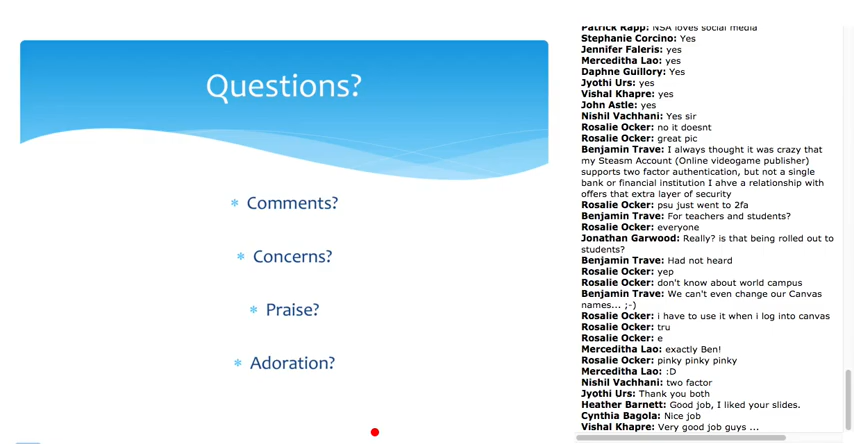 Questions?
* Comments?
* Concerns?
* Praise?
* Adoration?
Patrick Rapp: NSA loves social media
Stephanie Corcino: Yes
Jennifer Faleris: yes
Merceditha Lao: yes
Daphne Guillory: Yes
Jyothi Urs: yes
Vishal Khapre: yes
John Astle: yes
Nishil Vachhani: Yes sir
Rosalie Ocker: no it doesnt
Rosalie Ocker: great pic
Benjamin Trave: I always thought it was crazy that
my Steasm Account (Online videogame publisher)
supports two factor authentication, but not a single
bank or financial institution I ahve a relationship with
offers that extra layer of security
Rosalie Ocker: psu just went to 2fa
Benjamin Trave: For teachers and students?
Rosalie Ocker: everyone
Jonathan Garwood: Really? is that being rolled out to
students?
Benjamin Trave: Had not heard
Rosalie Ocker: yep
Rosalie Ocker: don't know about world campus
Benjamin Trave: We can't even change our Canvas
names... ;-)
Rosalie Ocker: i have to use it when i log into canvas
Rosalie Ocker: tru
Rosalie Ocker: e
Merceditha Lao: exactly Ben!
Rosalie Ocker: pinky pinky pinky
Merceditha Lao: :D
Nishil Vachhani: two factor
Jyothi Urs: Thank you both
Heather Barnett: Good job, I liked your slides.
Cynthia Bagola: Nice job
Vishal Khapre: Very good job guys ...